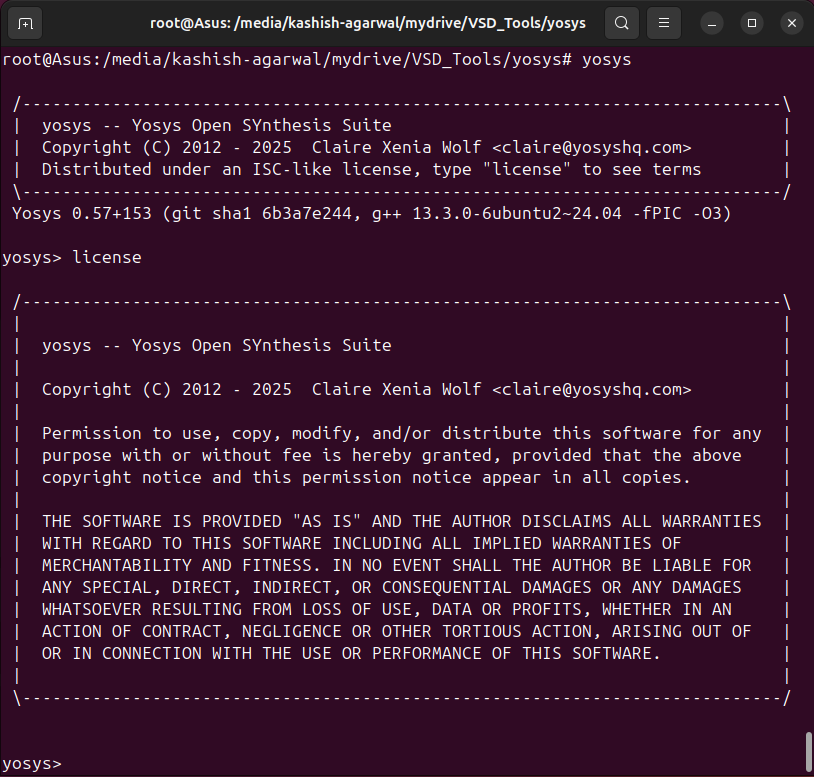 root@Asus: /media/kashish-agarwal/mydrive/VSD_Tools/yosys
root@Asus:/media/kashish-agarwal/mydrive/VSD_Tools/yosys# yosys
/----------------------------------------------------------------------------\
|  yosys -- Yosys Open SYnthesis Suite                                       |
|  Copyright (C) 2012 - 2025  Claire Xenia Wolf <claire@yosyshq.com>         |
|  Distributed under an ISC-like license, type "license" to see terms        |
\----------------------------------------------------------------------------/
Yosys 0.57+153 (git sha1 6b3a7e244, g++ 13.3.0-6ubuntu2~24.04 -fPIC -O3)
yosys> license
/----------------------------------------------------------------------------\
|                                                                            |
|  yosys -- Yosys Open SYnthesis Suite                                       |
|                                                                            |
|  Copyright (C) 2012 - 2025  Claire Xenia Wolf <claire@yosyshq.com>         |
|                                                                            |
|  Permission to use, copy, modify, and/or distribute this software for any  |
|  purpose with or without fee is hereby granted, provided that the above    |
|  copyright notice and this permission notice appear in all copies.         |
|                                                                            |
|  THE SOFTWARE IS PROVIDED "AS IS" AND THE AUTHOR DISCLAIMS ALL WARRANTIES  |
|  WITH REGARD TO THIS SOFTWARE INCLUDING ALL IMPLIED WARRANTIES OF          |
|  MERCHANTABILITY AND FITNESS. IN NO EVENT SHALL THE AUTHOR BE LIABLE FOR   |
|  ANY SPECIAL, DIRECT, INDIRECT, OR CONSEQUENTIAL DAMAGES OR ANY DAMAGES    |
|  WHATSOEVER RESULTING FROM LOSS OF USE, DATA OR PROFITS, WHETHER IN AN     |
|  ACTION OF CONTRACT, NEGLIGENCE OR OTHER TORTIOUS ACTION, ARISING OUT OF   |
|  OR IN CONNECTION WITH THE USE OR PERFORMANCE OF THIS SOFTWARE.            |
|                                                                            |
\----------------------------------------------------------------------------/
yosys>